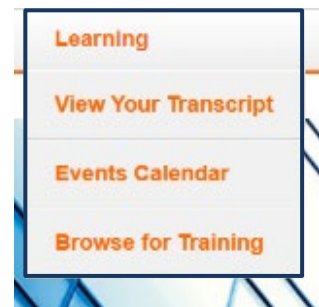 Learning
View Your Transcript
Events Calendar
Browse for Training